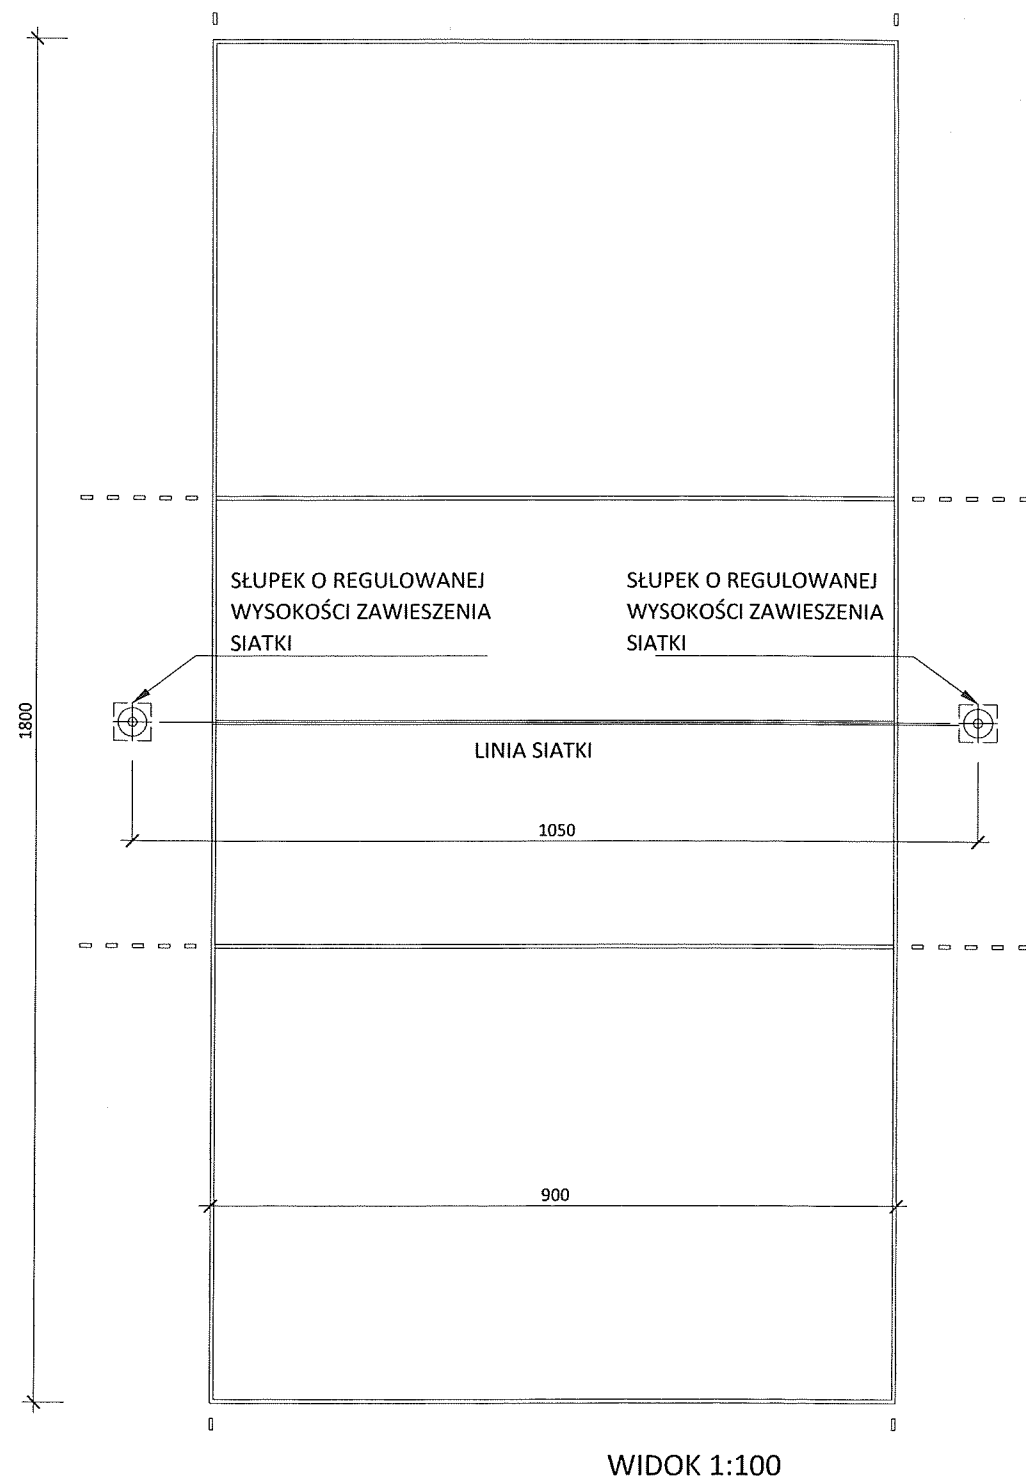 SŁUPEK O REGULOWANEJ
WYSOKOŚCI ZAWIESZENIA
SIATKI
SŁUPEK O REGULOWANEJ
WYSOKOŚCI ZAWIESZENIA
SIATKI
1800
LINIA SIATKI
1050
900
WIDOK 1:100